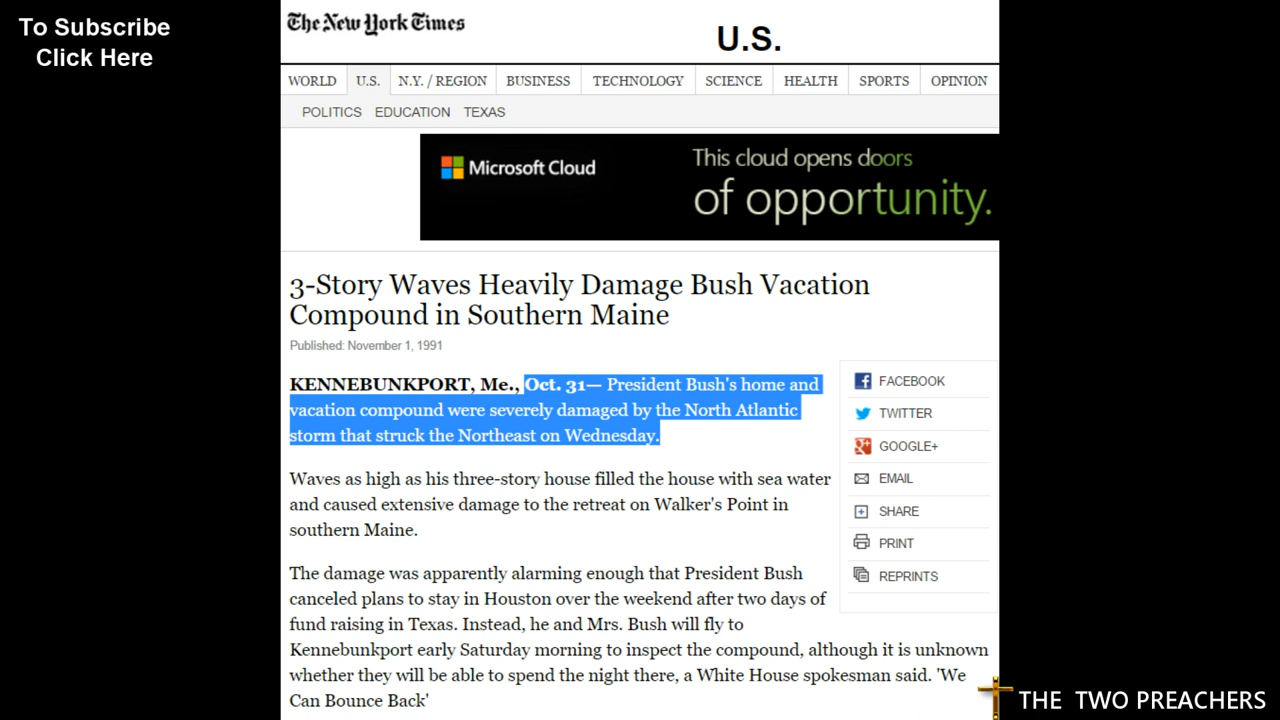 To Subscribe
Click Here
The New York Times
U.S.
WORLD U.S. N.Y. / REGION BUSINESS TECHNOLOGY SCIENCE HEALTH SPORTS OPINION
POLITICS EDUCATION TEXAS
Microsoft Cloud
This cloud opens doors
of opportunity.
3-Story Waves Heavily Damage Bush Vacation
Compound in Southern Maine
Published: November 1, 1991
KENNEBUNKPORT, Me., Oct. 31— President Bush's home and
vacation compound were severely damaged by the North Atlantic
storm that struck the Northeast on Wednesday.
Waves as high as his three-story house filled the house with sea water
and caused extensive damage to the retreat on Walker's Point in
southern Maine.
The damage was apparently alarming enough that President Bush
canceled plans to stay in Houston over the weekend after two days of
fund raising in Texas. Instead, he and Mrs. Bush will fly to
Kennebunkport early Saturday morning to inspect the compound, although it is unknown
whether they will be able to spend the night there, a White House spokesman said. 'We
Can Bounce Back'
FACEBOOK
TWITTER
GOOGLE+
EMAIL
SHARE
PRINT
REPRINTS
THE TWO PREACHERS